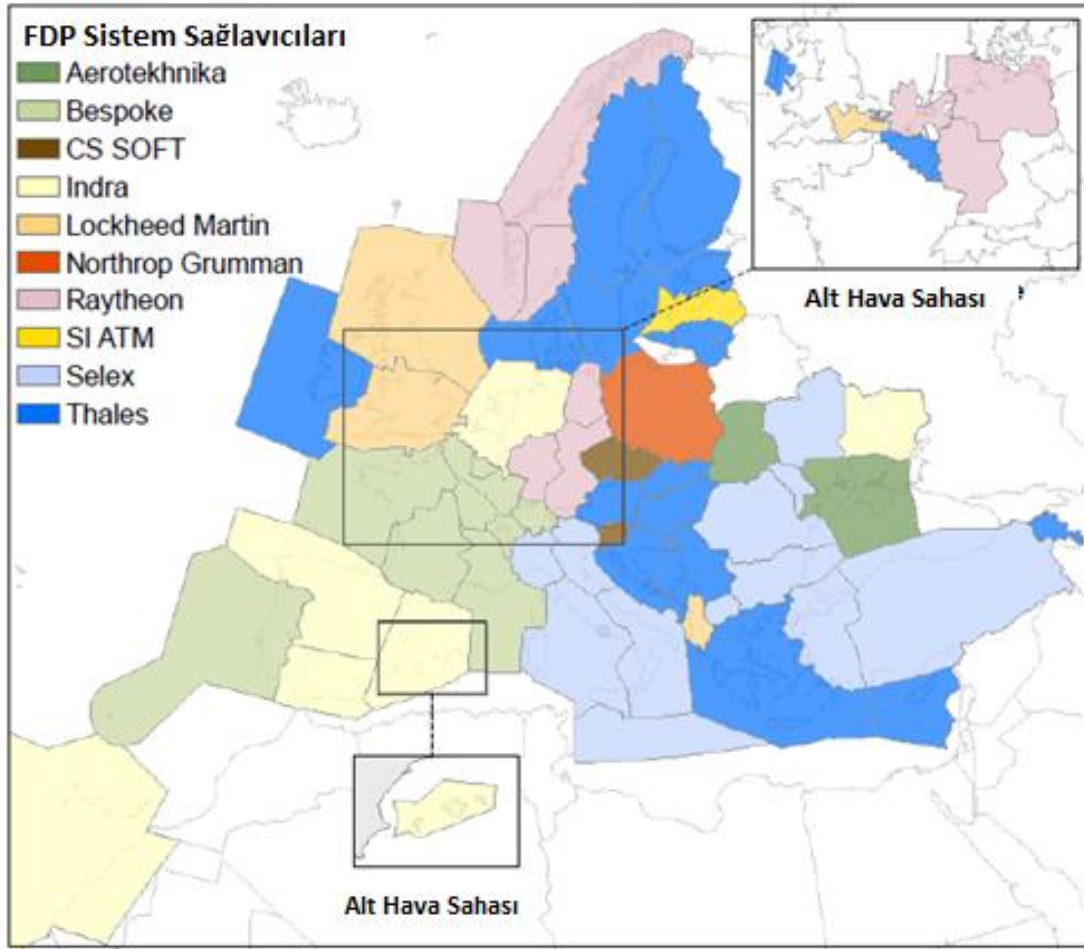 FDP Sistem Sağlavıcıları
Aerotekhnika
Bespoke
CS SOFT
Indra
Lockheed Martin
Northrop Grumman
Raytheon
SI ATM
Selex
Thales
Alt Hava Sahası
Alt Hava Sahası